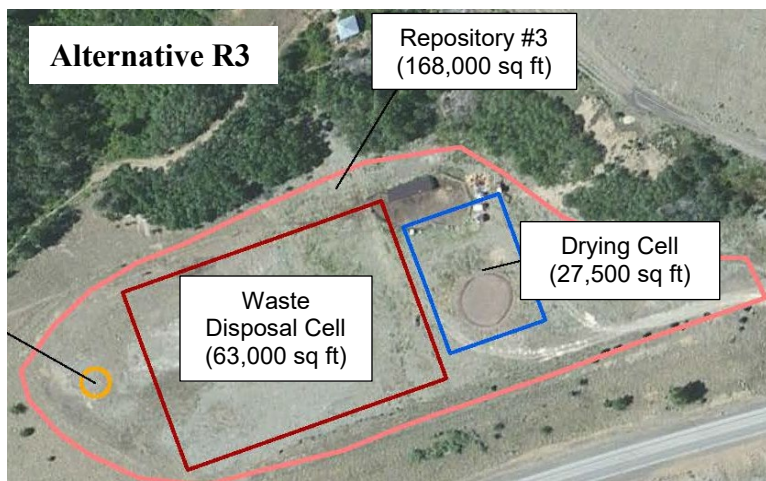 Alternative R3
Repository #3
(168,000 sq ft)
Drying Cell
(27,500 sq ft)
Waste
Disposal Cell
(63,000 sq ft)